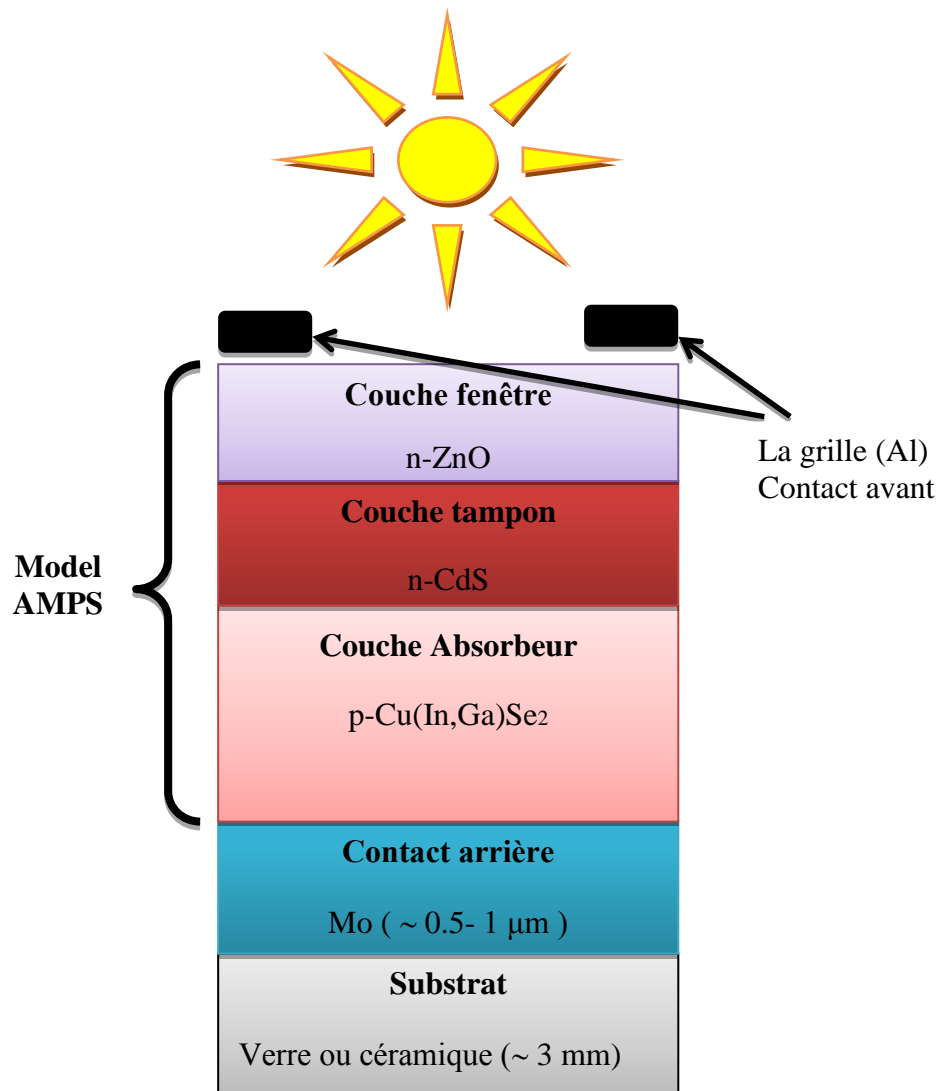 Couche fenêtre
n-ZnO
La grille (Al)
Contact avant
Couche tampon
n-CdS
Model
AMPS
Couche Absorbeur
p-Cu(In,Ga)Se2
Contact arrière
Mo ( ~ 0.5- 1 μm )
Substrat
Verre ou céramique (~ 3 mm)